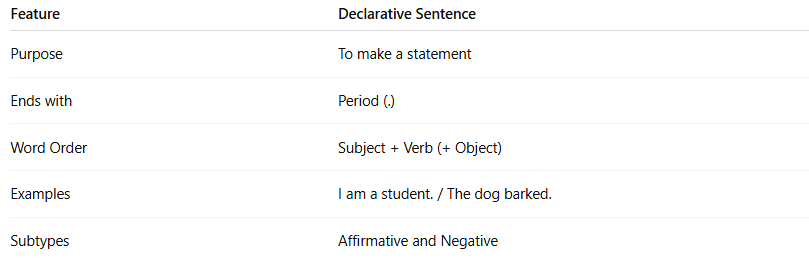 Feature Declarative Sentence
Purpose To make a statement
Ends with Period (.)
Word Order Subject + Verb (+ Object)
Examples I am a student. / The dog barked.
Subtypes Affirmative and Negative